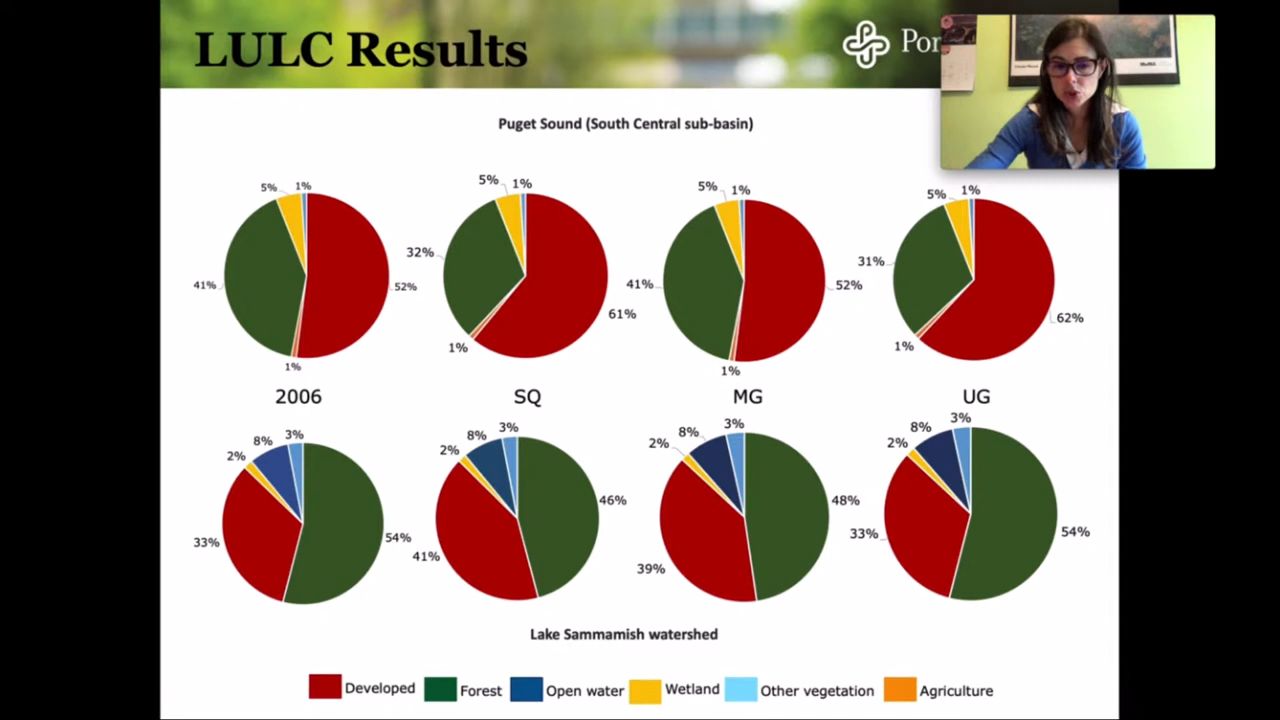 LULC Results
Por
Puget Sound (South Central sub-basin)
5% 1%
41% 52%
1%
5% 1%
32% 61%
1%
5% 1%
41% 52%
1%
5% 1%
31% 62%
1%
2006 SQ MG UG
2% 8% 3%
33% 54%
2% 8% 3%
41% 46%
2% 8% 3%
39% 48%
2% 8% 3%
33% 54%
Lake Sammamish watershed
Developed Forest Open water Wetland Other vegetation Agriculture